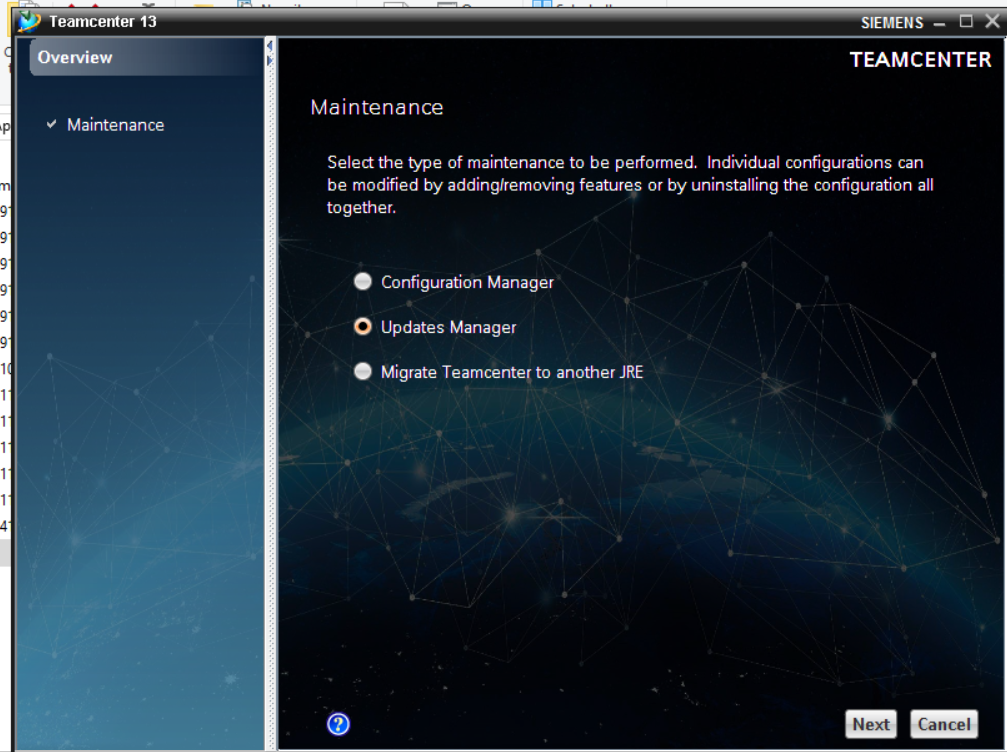 Teamcenter 13
SIEMENS
Overview
TEAMCENTER
Maintenance
Maintenance
Select the type of maintenance to be performed. Individual configurations can
be modified by adding/removing features or by uninstalling the configuration all
together.
Configuration Manager
Updates Manager
Migrate Teamcenter to another JRE
?
Next
Cancel